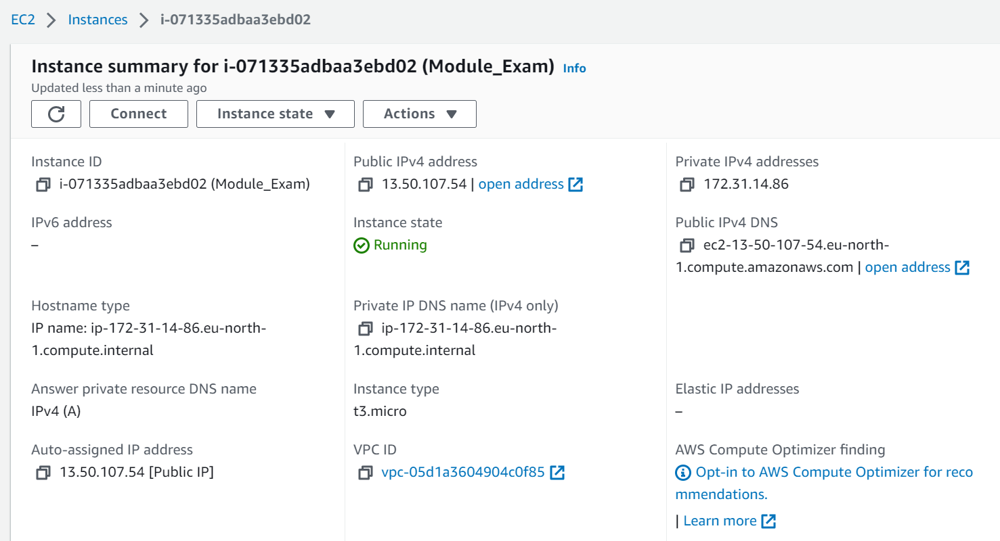 EC2 Instances i-071335adbaa3ebd02
Instance summary for i-071335adbaa3ebd02 (Module_Exam) Info
Updated less than a minute ago
Connect Instance state Actions
Instance ID
i-071335adbaa3ebd02 (Module_Exam)
Public IPv4 address
13.50.107.54 | open address
Private IPv4 addresses
172.31.14.86
IPv6 address
–
Instance state
Running
Public IPv4 DNS
ec2-13-50-107-54.eu-north-
1.compute.amazonaws.com | open address
Hostname type
IP name: ip-172-31-14-86.eu-north-
1.compute.internal
Private IP DNS name (IPv4 only)
ip-172-31-14-86.eu-north-
1.compute.internal
Answer private resource DNS name
IPv4 (A)
Instance type
t3.micro
Elastic IP addresses
–
Auto-assigned IP address
13.50.107.54 [Public IP]
VPC ID
vpc-05d1a3604904c0f85
AWS Compute Optimizer finding
Opt-in to AWS Compute Optimizer for reco
mmendations.
| Learn more